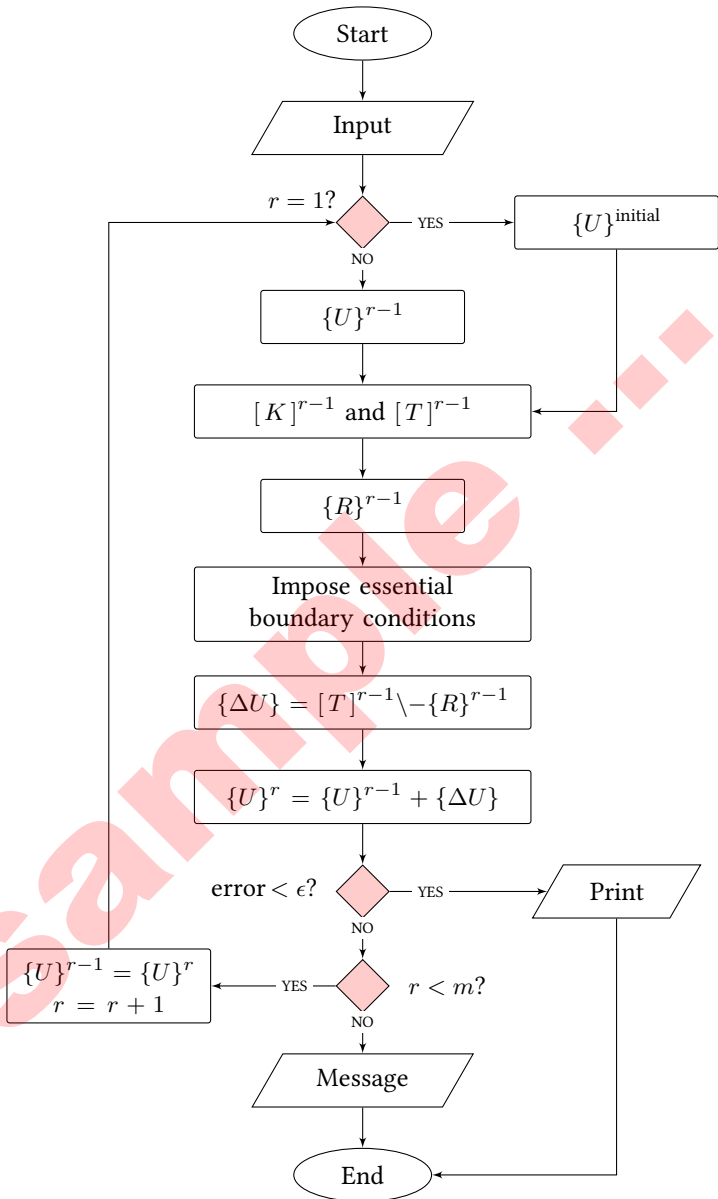 Start
Input
r = 1?
YES
{U}^initial
NO
{U}^{r−1}
[ K ]^{r−1} and [ T ]^{r−1}
{R}^{r−1}
Impose essential
boundary conditions
{ΔU} = [ T ]^{r−1}\−{R}^{r−1}
{U}^r = {U}^{r−1} + {ΔU}
error < ϵ?
YES
Print
NO
{U}^{r−1} = {U}^r
r = r + 1
YES
r < m?
NO
Message
End
sample ...